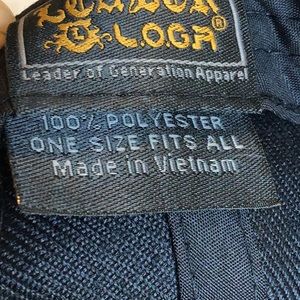 L.O.G.A ®
Leader of Generation Apparel
100% POLYESTER
ONE SIZE FITS ALL
Made in Vietnam